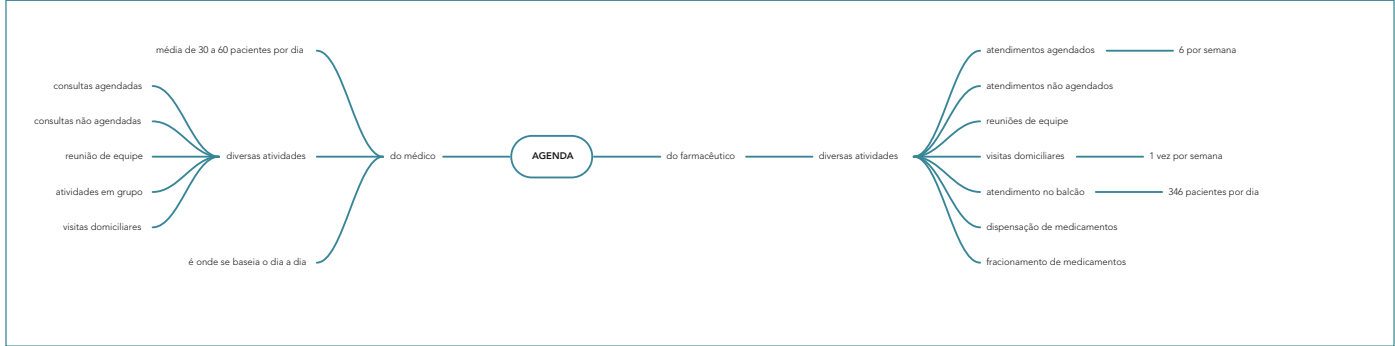 média de 30 a 60 pacientes por dia
consultas agendadas
consultas não agendadas
reunião de equipe
atividades em grupo
visitas domiciliares
diversas atividades
é onde se baseia o dia a dia
do médico
AGENDA
do farmacêutico
diversas atividades
atendimentos agendados
6 por semana
atendimentos não agendados
reuniões de equipe
visitas domiciliares
1 vez por semana
atendimento no balcão
346 pacientes por dia
dispensação de medicamentos
fracionamento de medicamentos